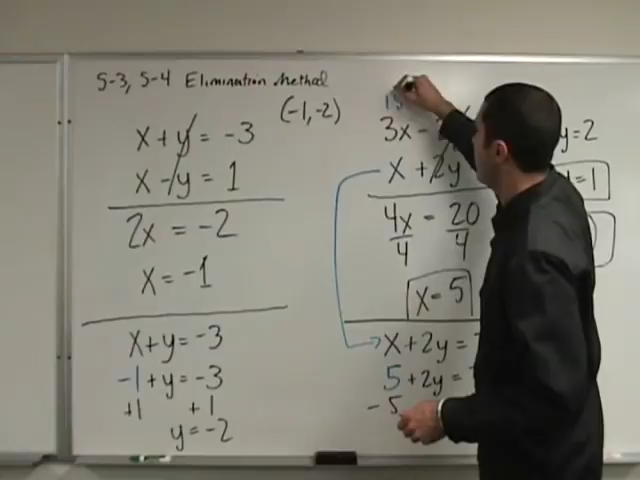 5-3, 5-4 Elimination Method
(-1,-2)
x + y = -3
x - y = 1
2x = -2
x = -1
x+y = -3
-1 + y = -3
+1 +1
y = -2
15
3x -
x + 2y
4x = 20
4 4
x = 5
x + 2y =
5 + 2y =
- 5
y = 2
= 1